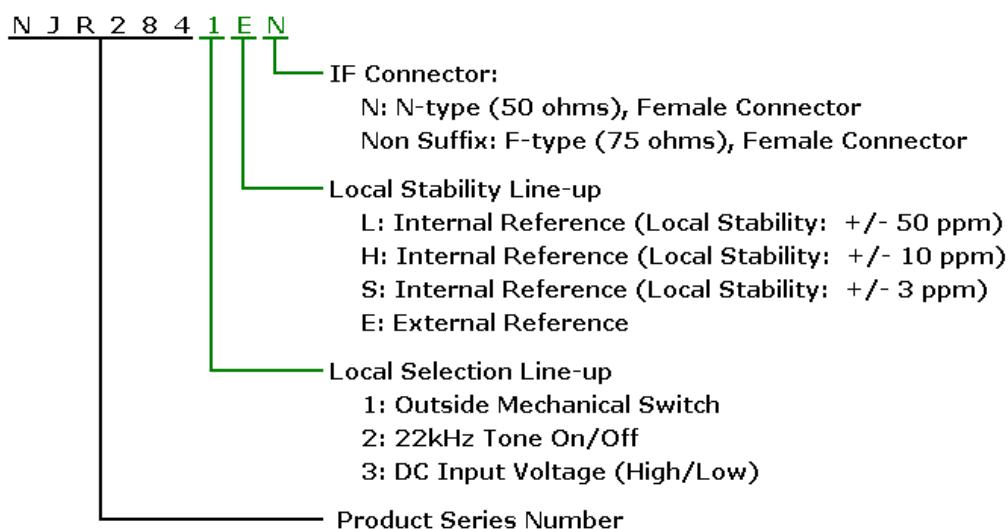 N J R 2 8 4 1 E N
IF Connector:
N: N-type (50 ohms), Female Connector
Non Suffix: F-type (75 ohms), Female Connector
Local Stability Line-up
L: Internal Reference (Local Stability: +/- 50 ppm)
H: Internal Reference (Local Stability: +/- 10 ppm)
S: Internal Reference (Local Stability: +/- 3 ppm)
E: External Reference
Local Selection Line-up
1: Outside Mechanical Switch
2: 22kHz Tone On/Off
3: DC Input Voltage (High/Low)
Product Series Number